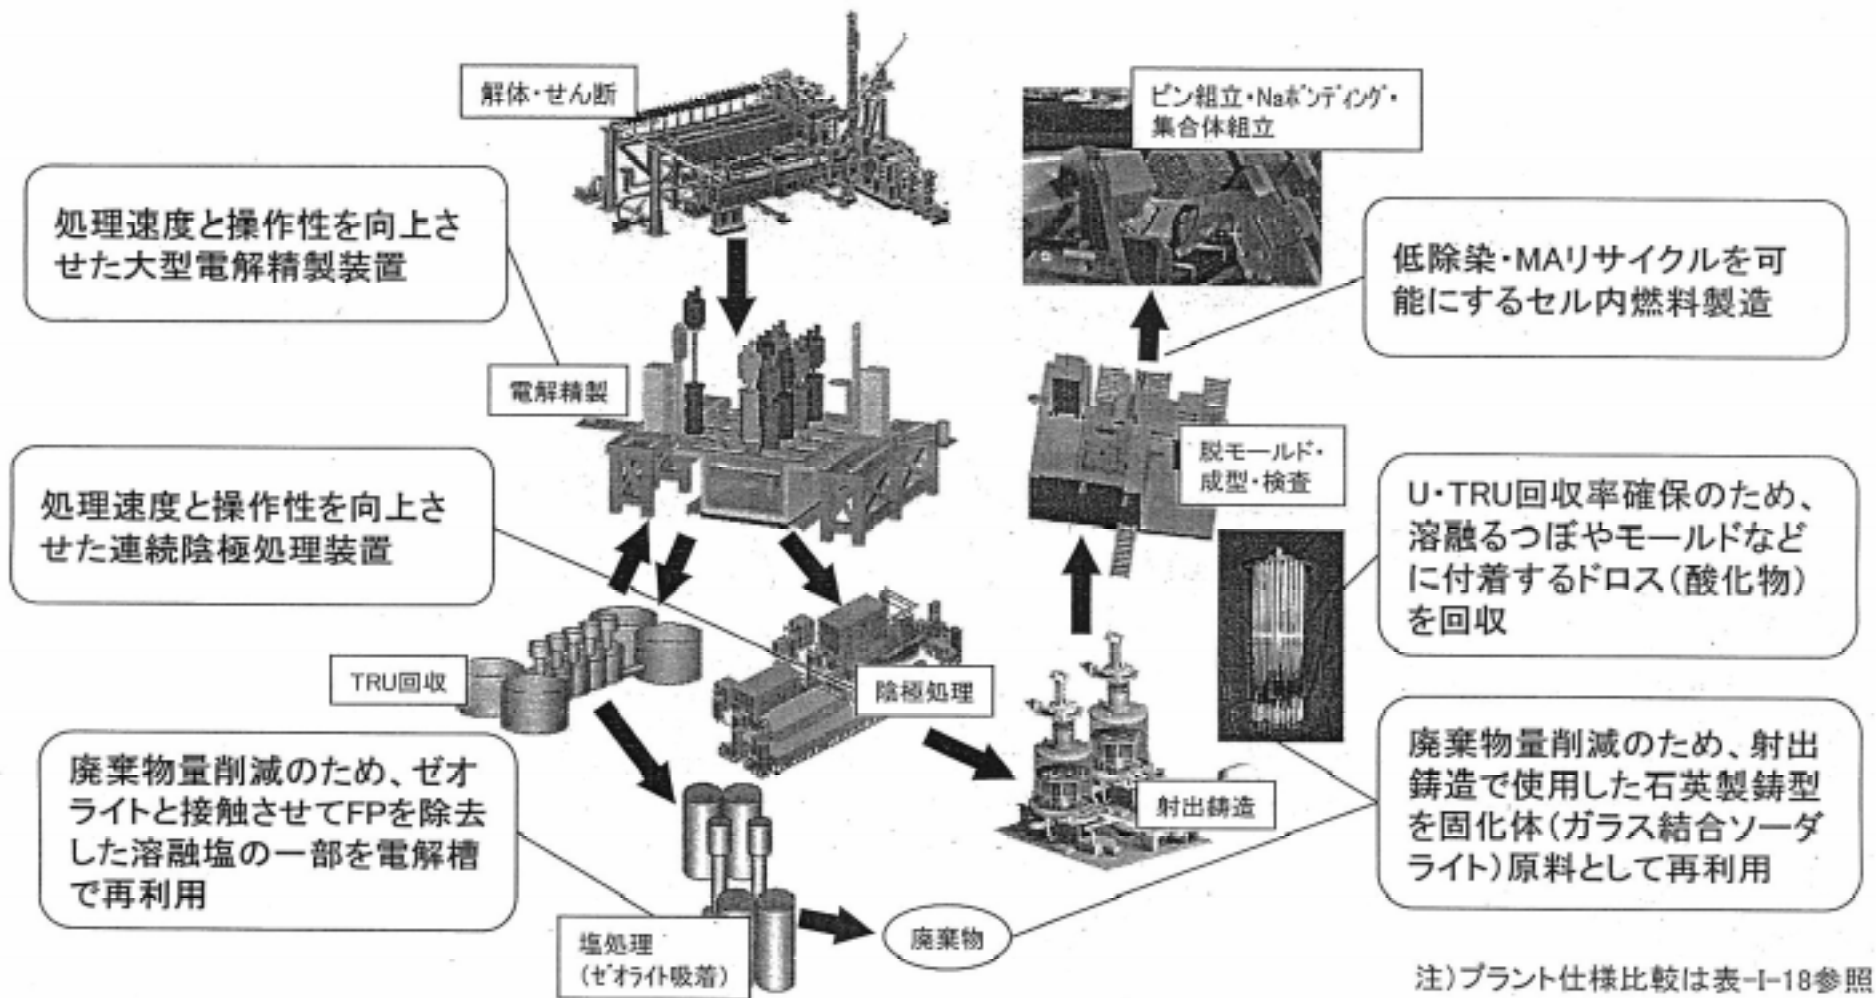 解体・せん断
ピン組立・Naボンディング・
集合体組立
処理速度と操作性を向上さ
せた大型電解精製装置
低除染・MAリサイクルを可
能にするセル内燃料製造
電解精製
脱モールド・
成型・検査
処理速度と操作性を向上さ
せた連続陰極処理装置
U・TRU回収率確保のため、
溶融るつぼやモールドなど
に付着するドロス(酸化物)
を回収
TRU回収
陰極処理
廃棄物量削減のため、ゼオ
ライトと接触させてFPを除去
した溶融塩の一部を電解槽
で再利用
射出鋳造
廃棄物量削減のため、射出
鋳造で使用した石英製鋳型
を固化体(ガラス結合ソーダ
ライト)原料として再利用
塩処理
(ゼオライト吸着)
廃棄物
注)プラント仕様比較は表-I-18参照